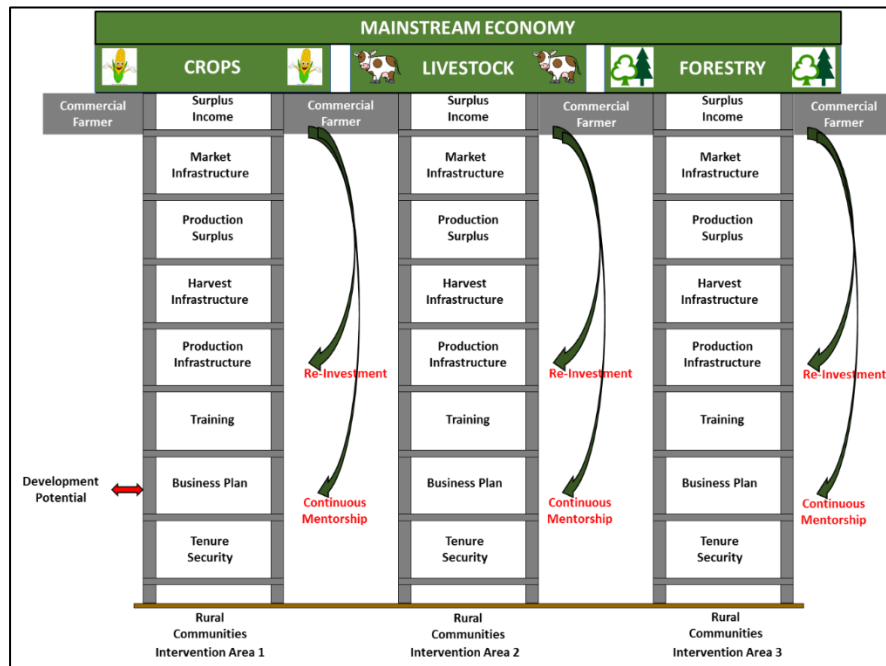 MAINSTREAM ECONOMY
CROPS
LIVESTOCK
FORESTRY
Commercial
Farmer
Surplus
Income
Commercial
Farmer
Surplus
Income
Commercial
Farmer
Surplus
Income
Commercial
Farmer
Market
Infrastructure
Market
Infrastructure
Market
Infrastructure
Production
Surplus
Production
Surplus
Production
Surplus
Harvest
Infrastructure
Harvest
Infrastructure
Harvest
Infrastructure
Production
Infrastructure
Re-Investment
Production
Infrastructure
Re-Investment
Production
Infrastructure
Re-Investment
Training
Training
Training
Development
Potential
Business Plan
Continuous
Mentorship
Business Plan
Continuous
Mentorship
Business Plan
Continuous
Mentorship
Tenure
Security
Tenure
Security
Tenure
Security
Rural
Communities
Intervention Area 1
Rural
Communities
Intervention Area 2
Rural
Communities
Intervention Area 3